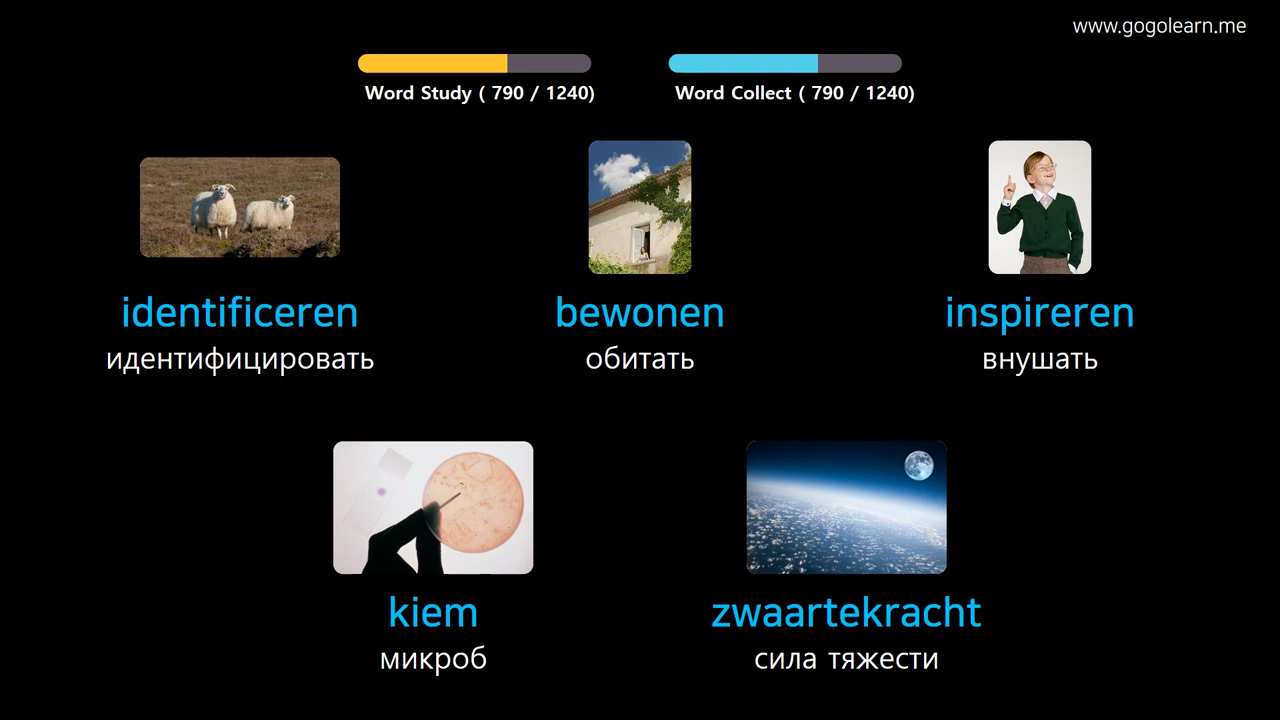 www.gogolearn.me
Word Study ( 790 / 1240)
Word Collect ( 790 / 1240)
identificeren
идентифицировать
bewonen
обитать
inspireren
внушать
kiem
микроб
zwaartekracht
сила тяжести